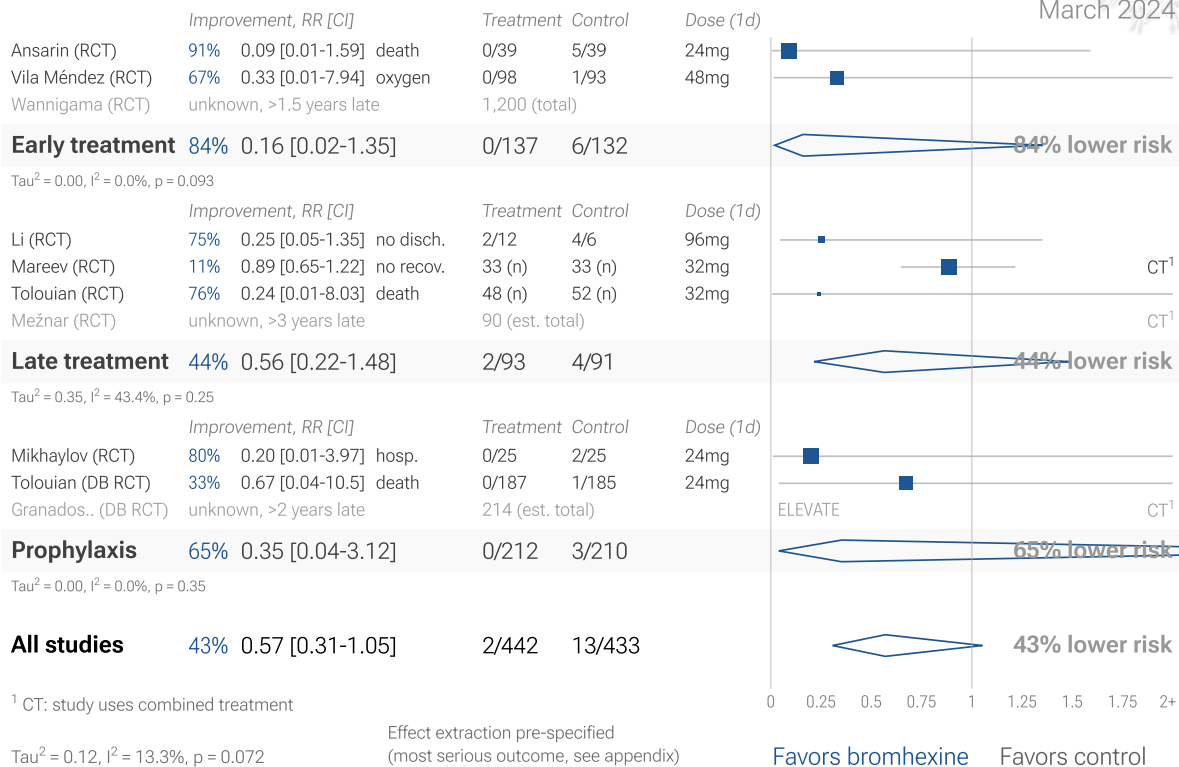 March 2024
Improvement, RR [CI] Treatment Control Dose (1d)
Ansarin (RCT) 91% 0.09 [0.01-1.59] death 0/39 5/39 24mg
Vila Méndez (RCT) 67% 0.33 [0.01-7.94] oxygen 0/98 1/93 48mg
Wannigama (RCT) unknown, >1.5 years late 1,200 (total)
Early treatment 84% 0.16 [0.02-1.35] 0/137 6/132 84% lower risk
Tau² = 0.00, I² = 0.0%, p = 0.093
Improvement, RR [CI] Treatment Control Dose (1d)
Li (RCT) 75% 0.25 [0.05-1.35] no disch. 2/12 4/6 96mg
Mareev (RCT) 11% 0.89 [0.65-1.22] no recov. 33 (n) 33 (n) 32mg CT¹
Tolouian (RCT) 76% 0.24 [0.01-8.03] death 48 (n) 52 (n) 32mg
Mežnar (RCT) unknown, >3 years late 90 (est. total) CT¹
Late treatment 44% 0.56 [0.22-1.48] 2/93 4/91 44% lower risk
Tau² = 0.35, I² = 43.4%, p = 0.25
Improvement, RR [CI] Treatment Control Dose (1d)
Mikhaylov (RCT) 80% 0.20 [0.01-3.97] hosp. 0/25 2/25 24mg
Tolouian (DB RCT) 33% 0.67 [0.04-10.5] death 0/187 1/185 24mg
Granados.. (DB RCT) unknown, >2 years late 214 (est. total) ELEVATE CT¹
Prophylaxis 65% 0.35 [0.04-3.12] 0/212 3/210 65% lower risk
Tau² = 0.00, I² = 0.0%, p = 0.35
All studies 43% 0.57 [0.31-1.05] 2/442 13/433 43% lower risk
0 0.25 0.5 0.75 1 1.25 1.5 1.75 2+
¹ CT: study uses combined treatment
Effect extraction pre-specified
(most serious outcome, see appendix)
Tau² = 0.12, I² = 13.3%, p = 0.072
Favors bromhexine Favors control